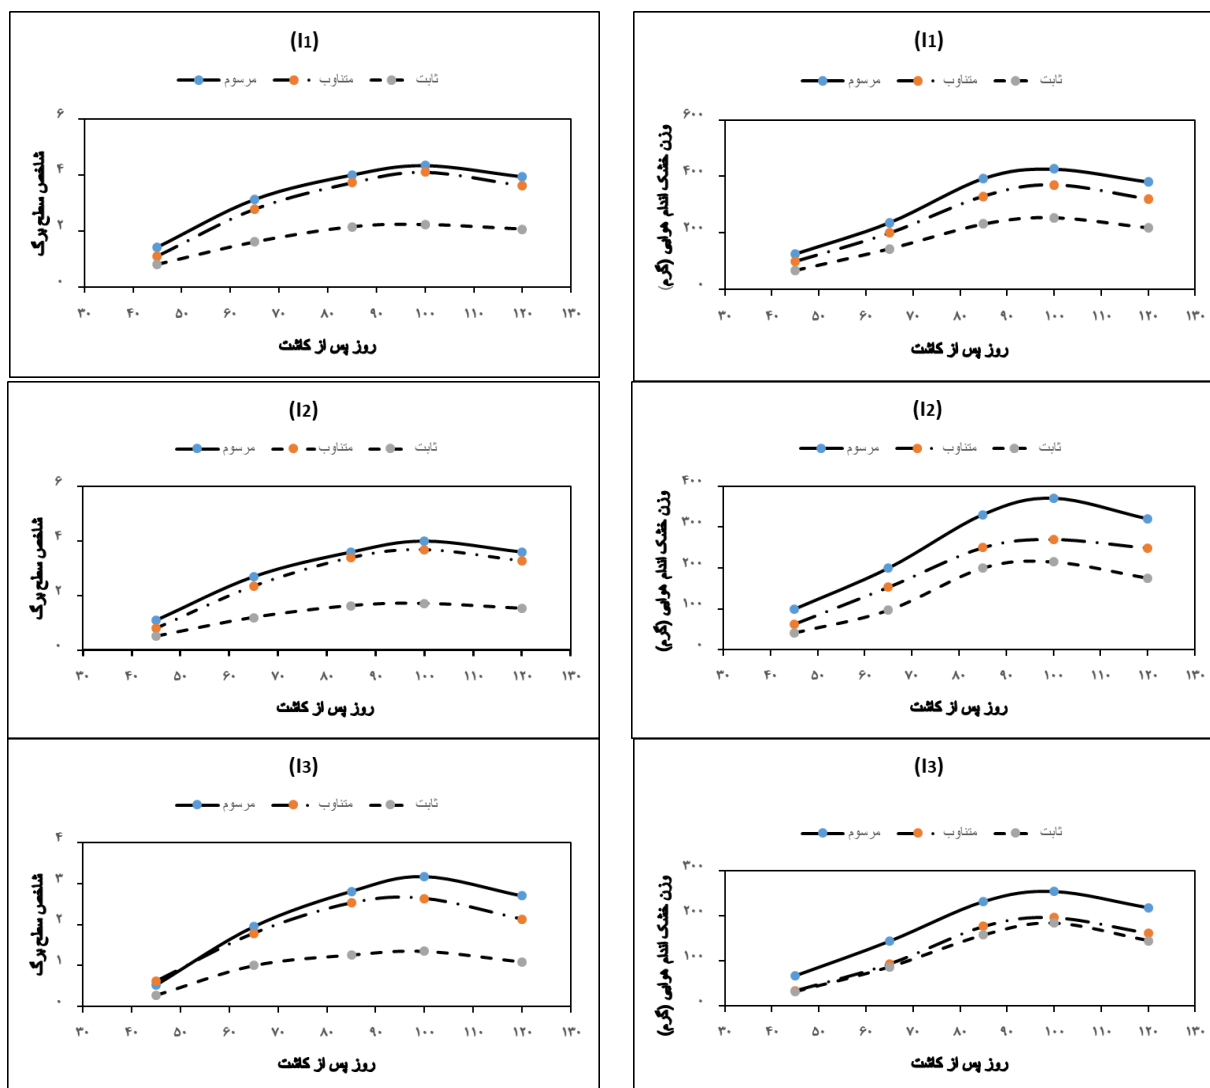 (I1)
مرسوم متناوب ثابت
شاخص سطح برگ
۶
۴
۲
۰
۳۰ ۴۰ ۵۰ ۶۰ ۷۰ ۸۰ ۹۰ ۱۰۰ ۱۱۰ ۱۲۰ ۱۳۰
روز پس از کاشت
(I1)
مرسوم متناوب ثابت
وزن خشک اندام هوایی (گرم)
۶۰۰
۴۰۰
۲۰۰
۰
۳۰ ۴۰ ۵۰ ۶۰ ۷۰ ۸۰ ۹۰ ۱۰۰ ۱۱۰ ۱۲۰ ۱۳۰
روز پس از کاشت
(I2)
مرسوم متناوب ثابت
شاخص سطح برگ
۶
۴
۲
۰
۳۰ ۴۰ ۵۰ ۶۰ ۷۰ ۸۰ ۹۰ ۱۰۰ ۱۱۰ ۱۲۰ ۱۳۰
روز پس از کاشت
(I2)
مرسوم متناوب ثابت
وزن خشک اندام هوایی (گرم)
۴۰۰
۳۰۰
۲۰۰
۱۰۰
۰
۳۰ ۴۰ ۵۰ ۶۰ ۷۰ ۸۰ ۹۰ ۱۰۰ ۱۱۰ ۱۲۰ ۱۳۰
روز پس از کاشت
(I3)
مرسوم متناوب ثابت
شاخص سطح برگ
۴
۳
۲
۱
۰
۳۰ ۴۰ ۵۰ ۶۰ ۷۰ ۸۰ ۹۰ ۱۰۰ ۱۱۰ ۱۲۰ ۱۳۰
روز پس از کاشت
(I3)
مرسوم متناوب ثابت
وزن خشک اندام هوایی (گرم)
۳۰۰
۲۰۰
۱۰۰
۰
۳۰ ۴۰ ۵۰ ۶۰ ۷۰ ۸۰ ۹۰ ۱۰۰ ۱۱۰ ۱۲۰ ۱۳۰
روز پس از کاشت